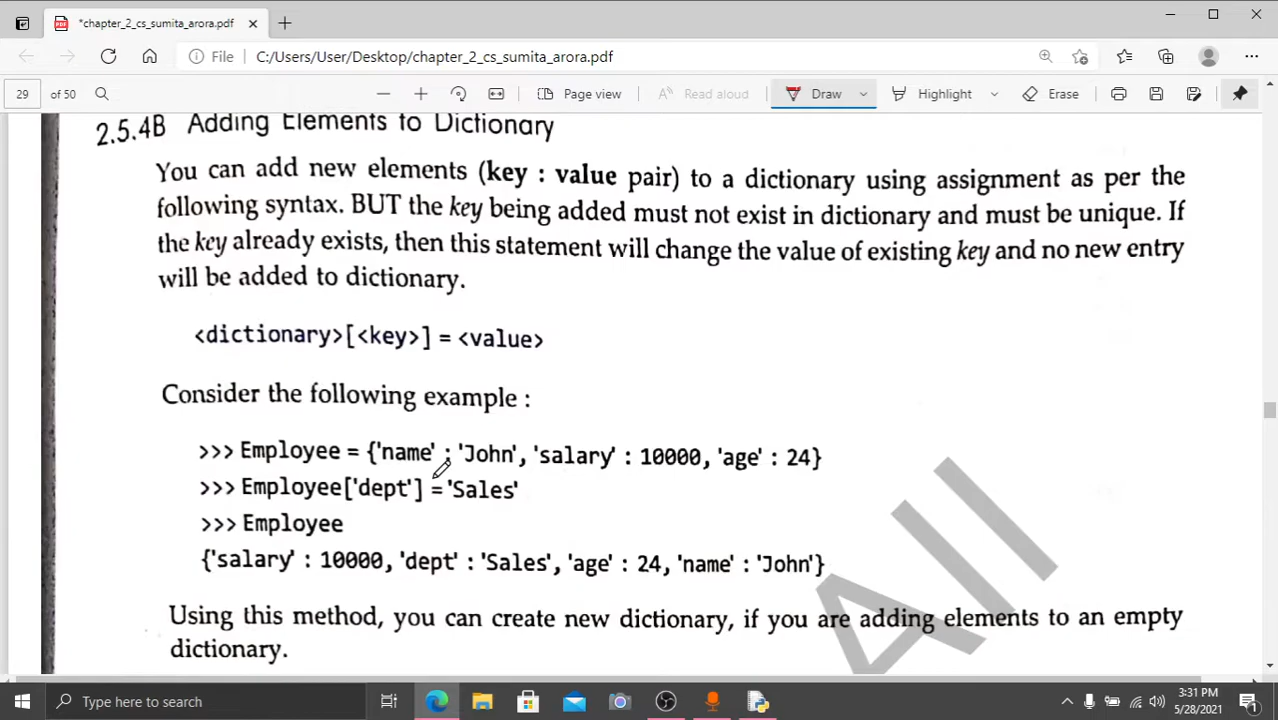 *chapter_2_cs_sumita_arora.pdf
File C:/Users/User/Desktop/chapter_2_cs_sumita_arora.pdf
29 of 50 Page view Read aloud Draw Highlight Erase
2.5.4B Adding Elements to Dictionary
You can add new elements (key : value pair) to a dictionary using assignment as per the
following syntax. BUT the key being added must not exist in dictionary and must be unique. If
the key already exists, then this statement will change the value of existing key and no new entry
will be added to dictionary.
<dictionary>[<key>] = <value>
Consider the following example :
>>> Employee = {'name' : 'John', 'salary' : 10000, 'age' : 24}
>>> Employee['dept'] = 'Sales'
>>> Employee
{'salary' : 10000, 'dept' : 'Sales', 'age' : 24, 'name' : 'John'}
Using this method, you can create new dictionary, if you are adding elements to an empty
dictionary.
All
Type here to search
3:31 PM
5/28/2021
1